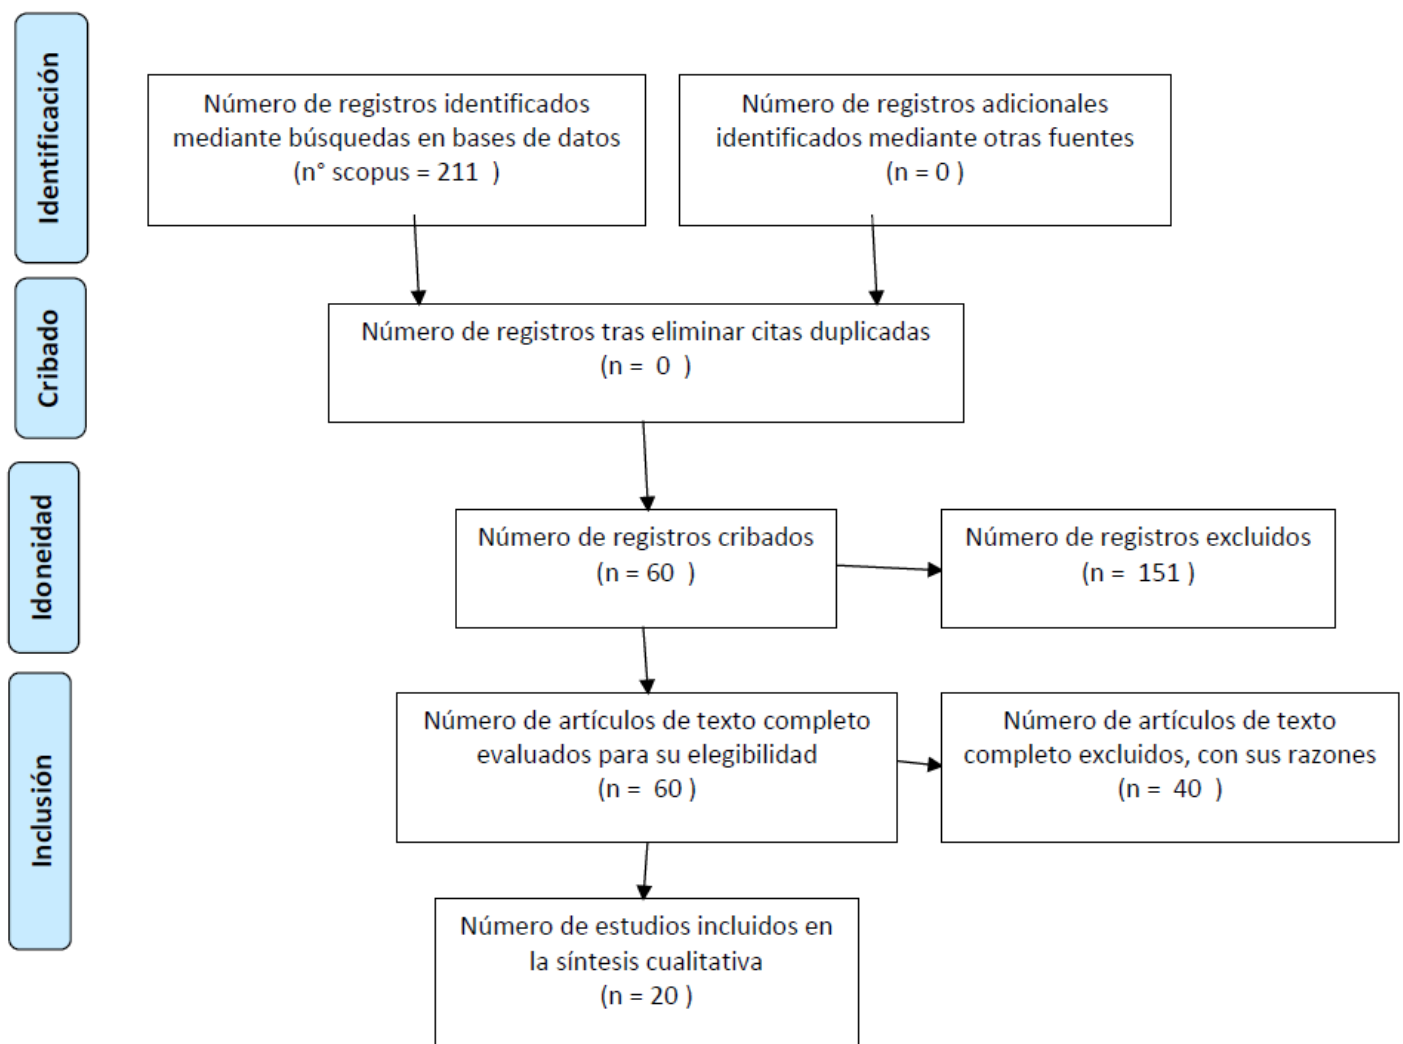 Identificación
Número de registros identificados
mediante búsquedas en bases de datos
(n° scopus = 211 )
Número de registros adicionales
identificados mediante otras fuentes
(n = 0 )
Cribado
Número de registros tras eliminar citas duplicadas
(n = 0 )
Idoneidad
Número de registros cribados
(n = 60 )
Número de registros excluidos
(n = 151 )
Inclusión
Número de artículos de texto completo
evaluados para su elegibilidad
(n = 60 )
Número de artículos de texto
completo excluidos, con sus razones
(n = 40 )
Número de estudios incluidos en
la síntesis cualitativa
(n = 20 )